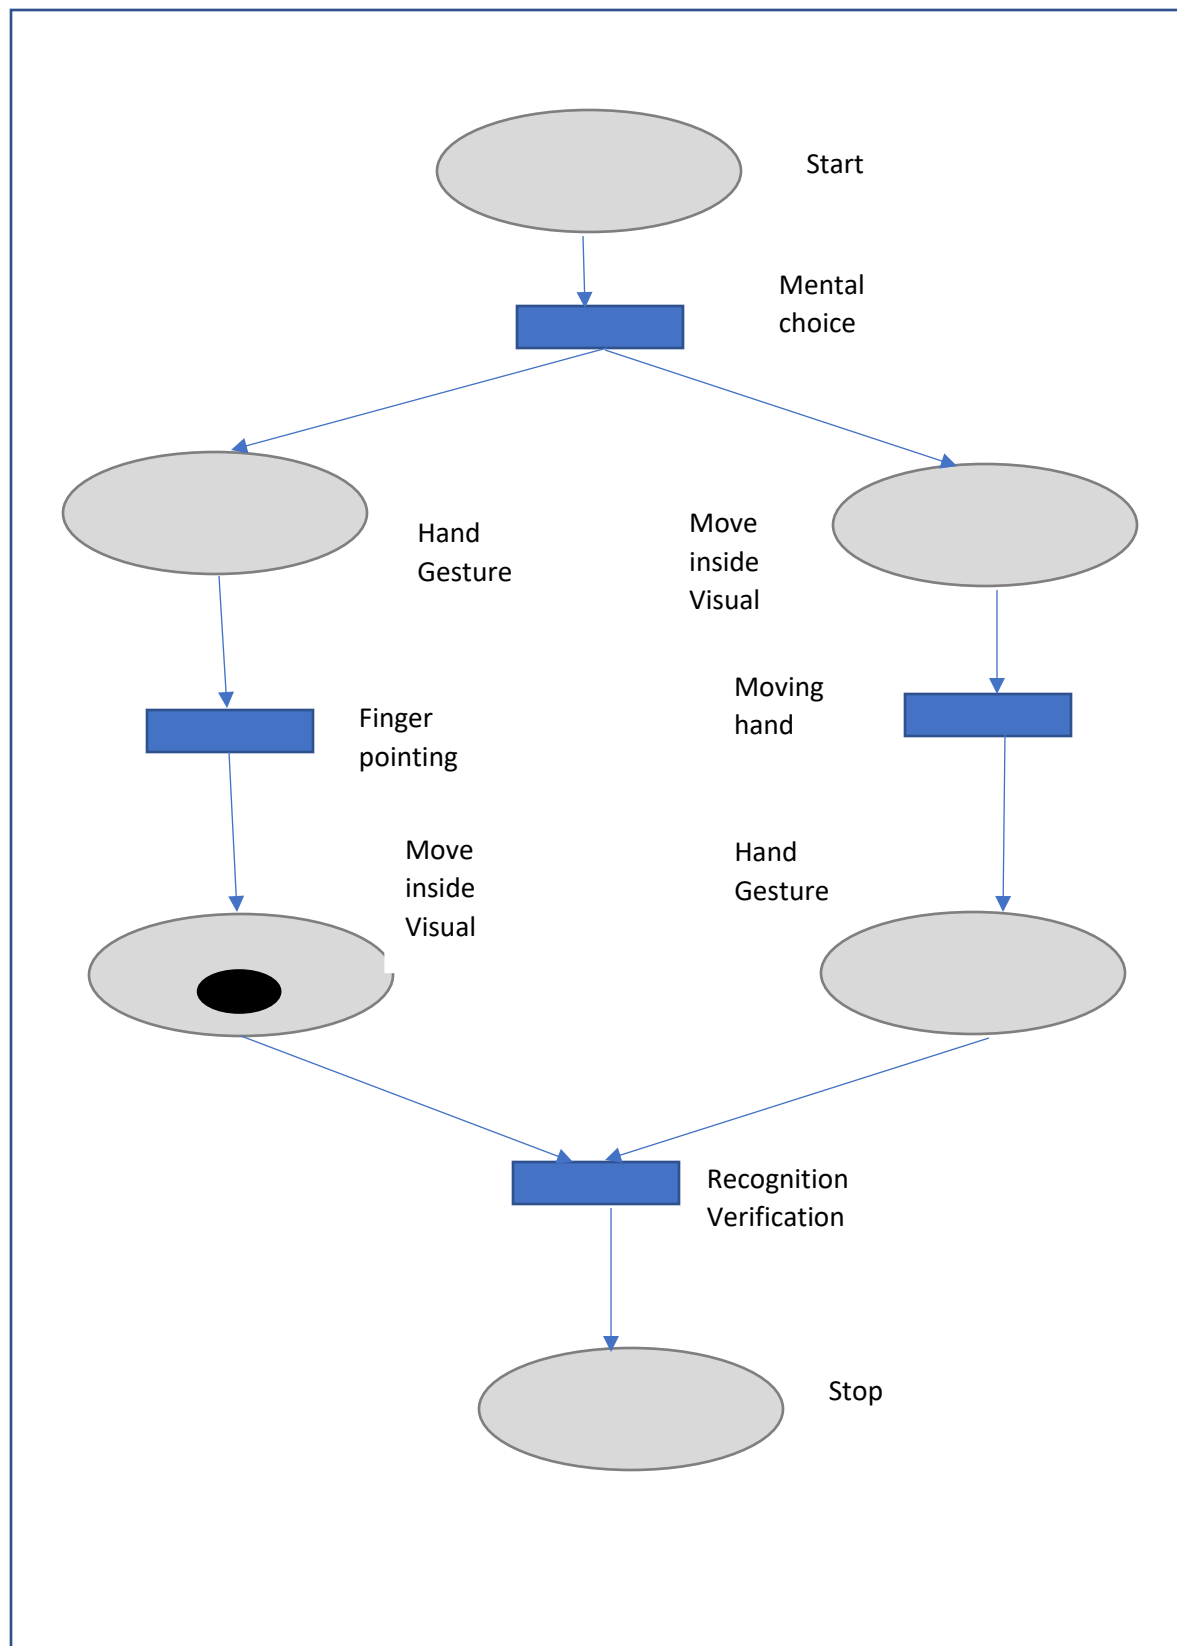 Start
Mental
choice
Hand
Gesture
Move
inside
Visual
Finger
pointing
Moving
hand
Move
inside
Visual
Hand
Gesture
Recognition
Verification
Stop